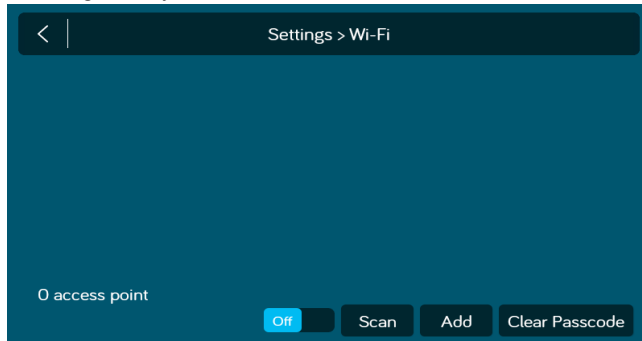 Settings > Wi-Fi
0 access point
Off
Scan
Add
Clear Passcode